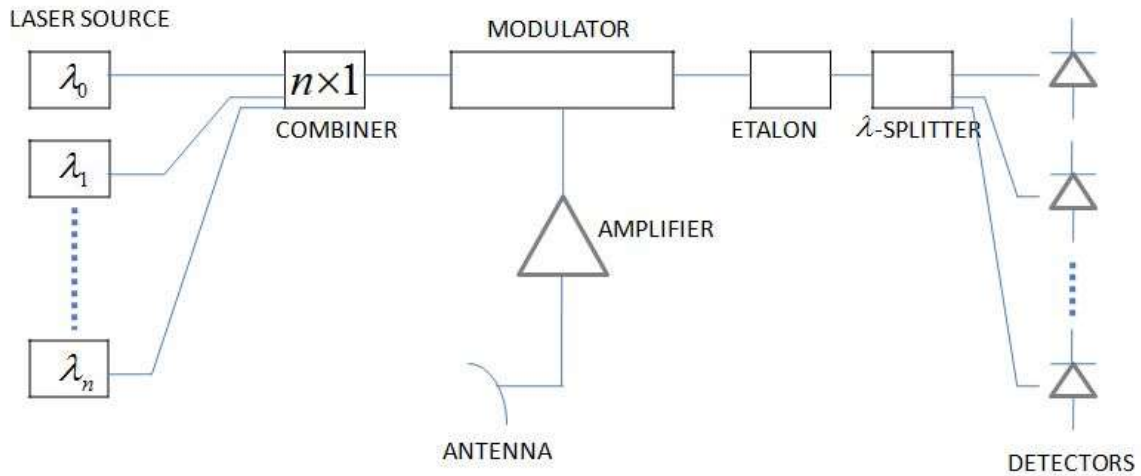 LASER SOURCE
λ₀
λ₁
λₙ
n×1
COMBINER
MODULATOR
AMPLIFIER
ANTENNA
ETALON
λ-SPLITTER
DETECTORS